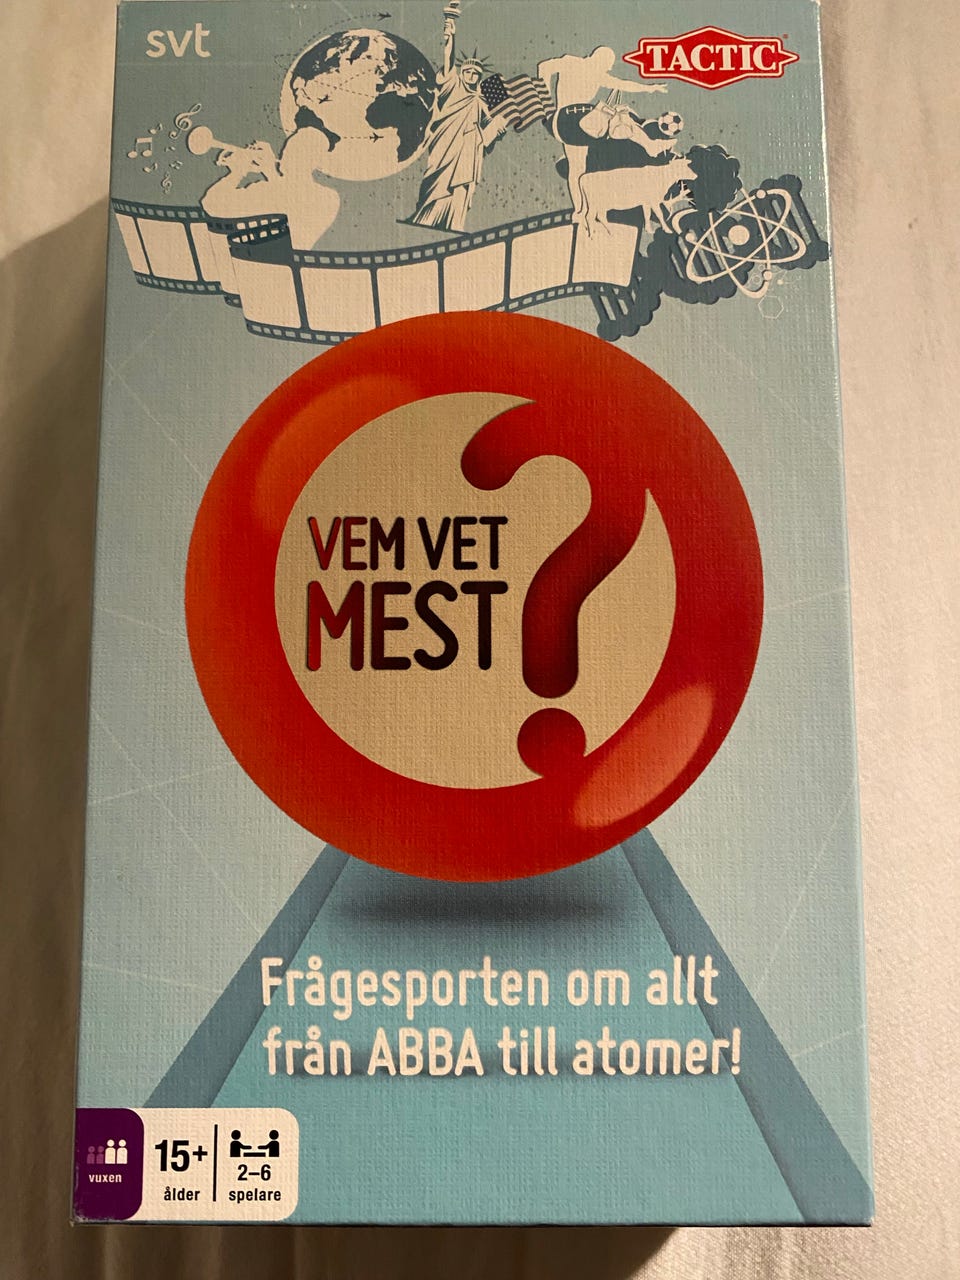 svt
TACTIC
VEM VET
MEST?
Frågesporten om allt
från ABBA till atomer!
vuxen
15+
ålder
2–6
spelare